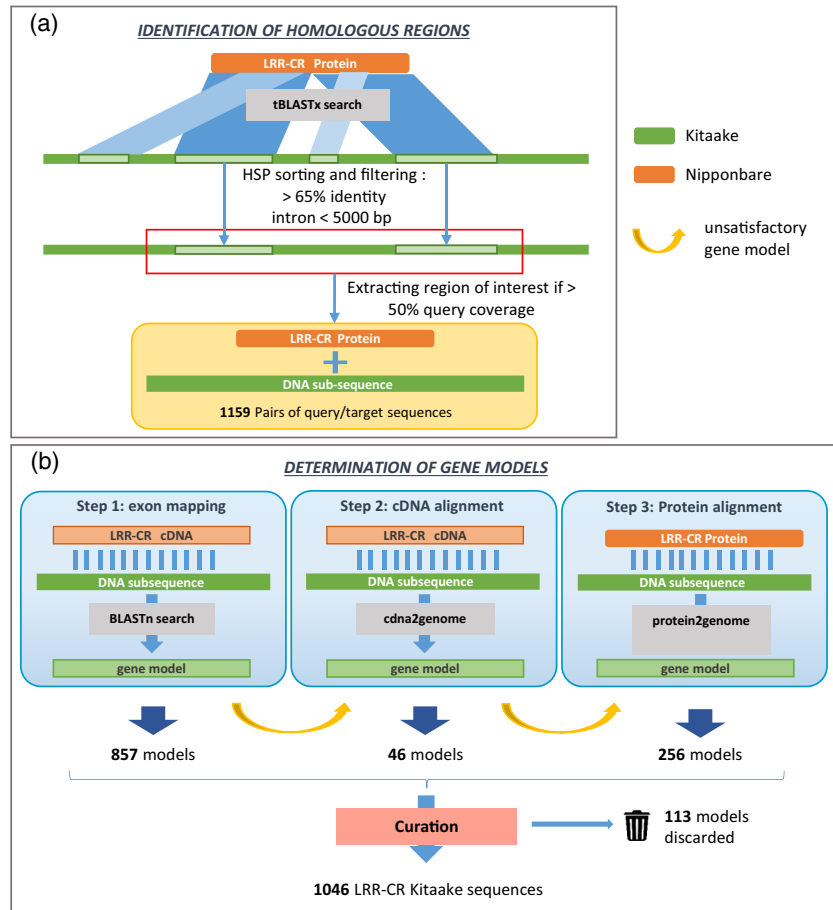 (a)
IDENTIFICATION OF HOMOLOGOUS REGIONS
LRR-CR Protein
tBLASTx search
HSP sorting and filtering :
> 65% identity
intron < 5000 bp
Extracting region of interest if >
50% query coverage
LRR-CR Protein
DNA sub-sequence
1159 Pairs of query/target sequences
Kitaake
Nipponbare
unsatisfactory
gene model
(b)
DETERMINATION OF GENE MODELS
Step 1: exon mapping
LRR-CR cDNA
DNA subsequence
BLASTn search
gene model
857 models
Step 2: cDNA alignment
LRR-CR cDNA
DNA subsequence
cdna2genome
gene model
46 models
Step 3: Protein alignment
LRR-CR Protein
DNA subsequence
protein2genome
gene model
256 models
Curation
113 models
discarded
1046 LRR-CR Kitaake sequences